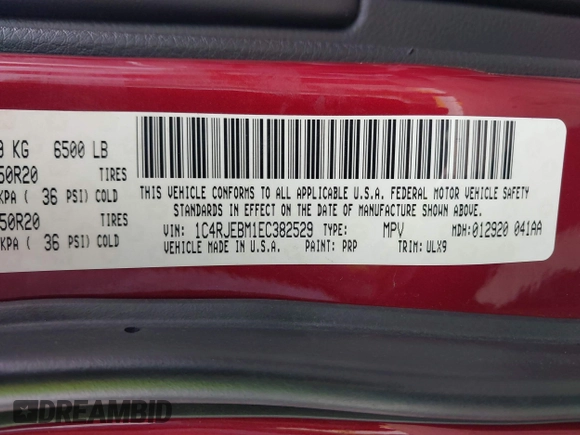 9 KG 6500 LB
50R20 TIRES
KPA ( 36 PSI) COLD
50R20 TIRES
KPA ( 36 PSI) COLD
THIS VEHICLE CONFORMS TO ALL APPLICABLE U.S.A. FEDERAL MOTOR VEHICLE SAFETY
STANDARDS IN EFFECT ON THE DATE OF MANUFACTURE SHOWN ABOVE.
VIN: 1C4RJEBM1EC382529 TYPE: MPV MDH: 012920 041AA
VEHICLE MADE IN U.S.A. PAINT: PRP TRIM: ULX9
DREAMBID